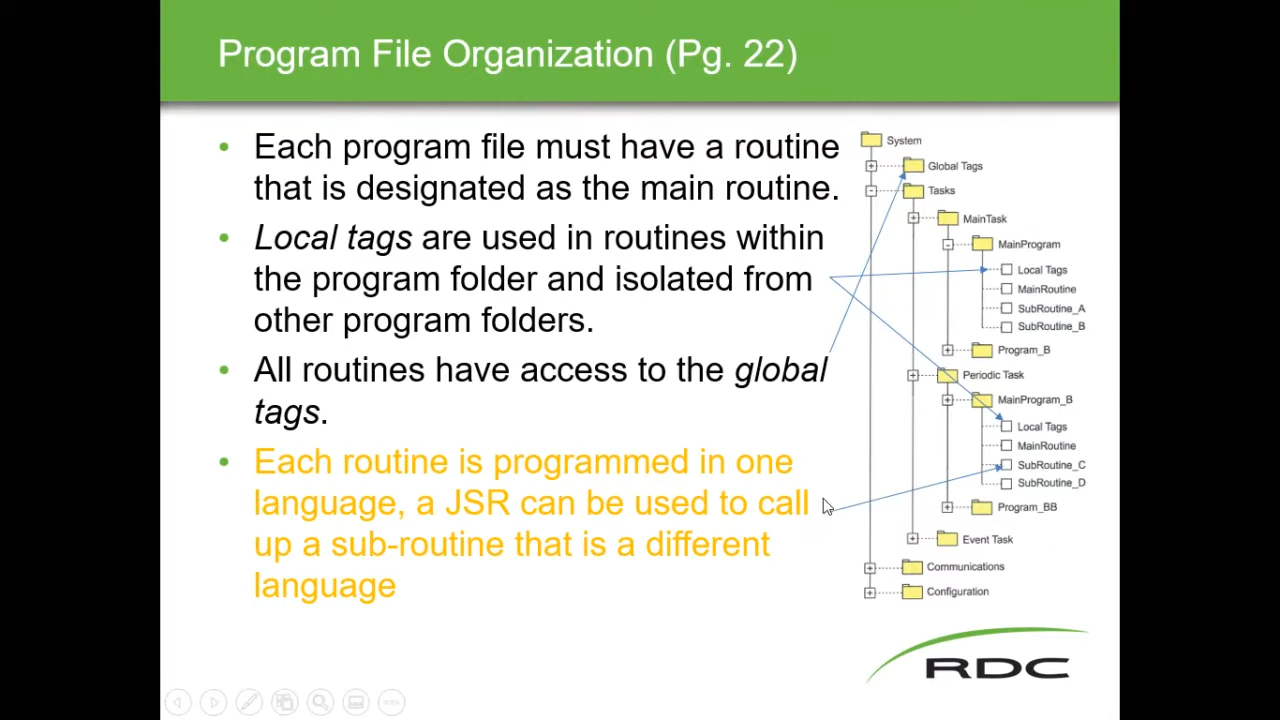 Program File Organization (Pg. 22)
• Each program file must have a routine
that is designated as the main routine.
• Local tags are used in routines within
the program folder and isolated from
other program folders.
• All routines have access to the global
tags.
• Each routine is programmed in one
language, a JSR can be used to call
up a sub-routine that is a different
language
System
Global Tags
Tasks
MainTask
MainProgram
Local Tags
MainRoutine
SubRoutine_A
SubRoutine_B
Program_B
Periodic Task
MainProgram_B
Local Tags
MainRoutine
SubRoutine_C
SubRoutine_D
Program_BB
Event Task
Communications
Configuration
RDC